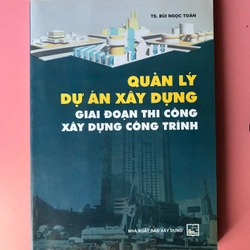 TS. BÙI NGỌC TOÀN
QUẢN LÝ
DỰ ÁN XÂY DỰNG
GIAI ĐOẠN THI CÔNG
XÂY DỰNG CÔNG TRÌNH
NHÀ XUẤT BẢN XÂY DỰNG